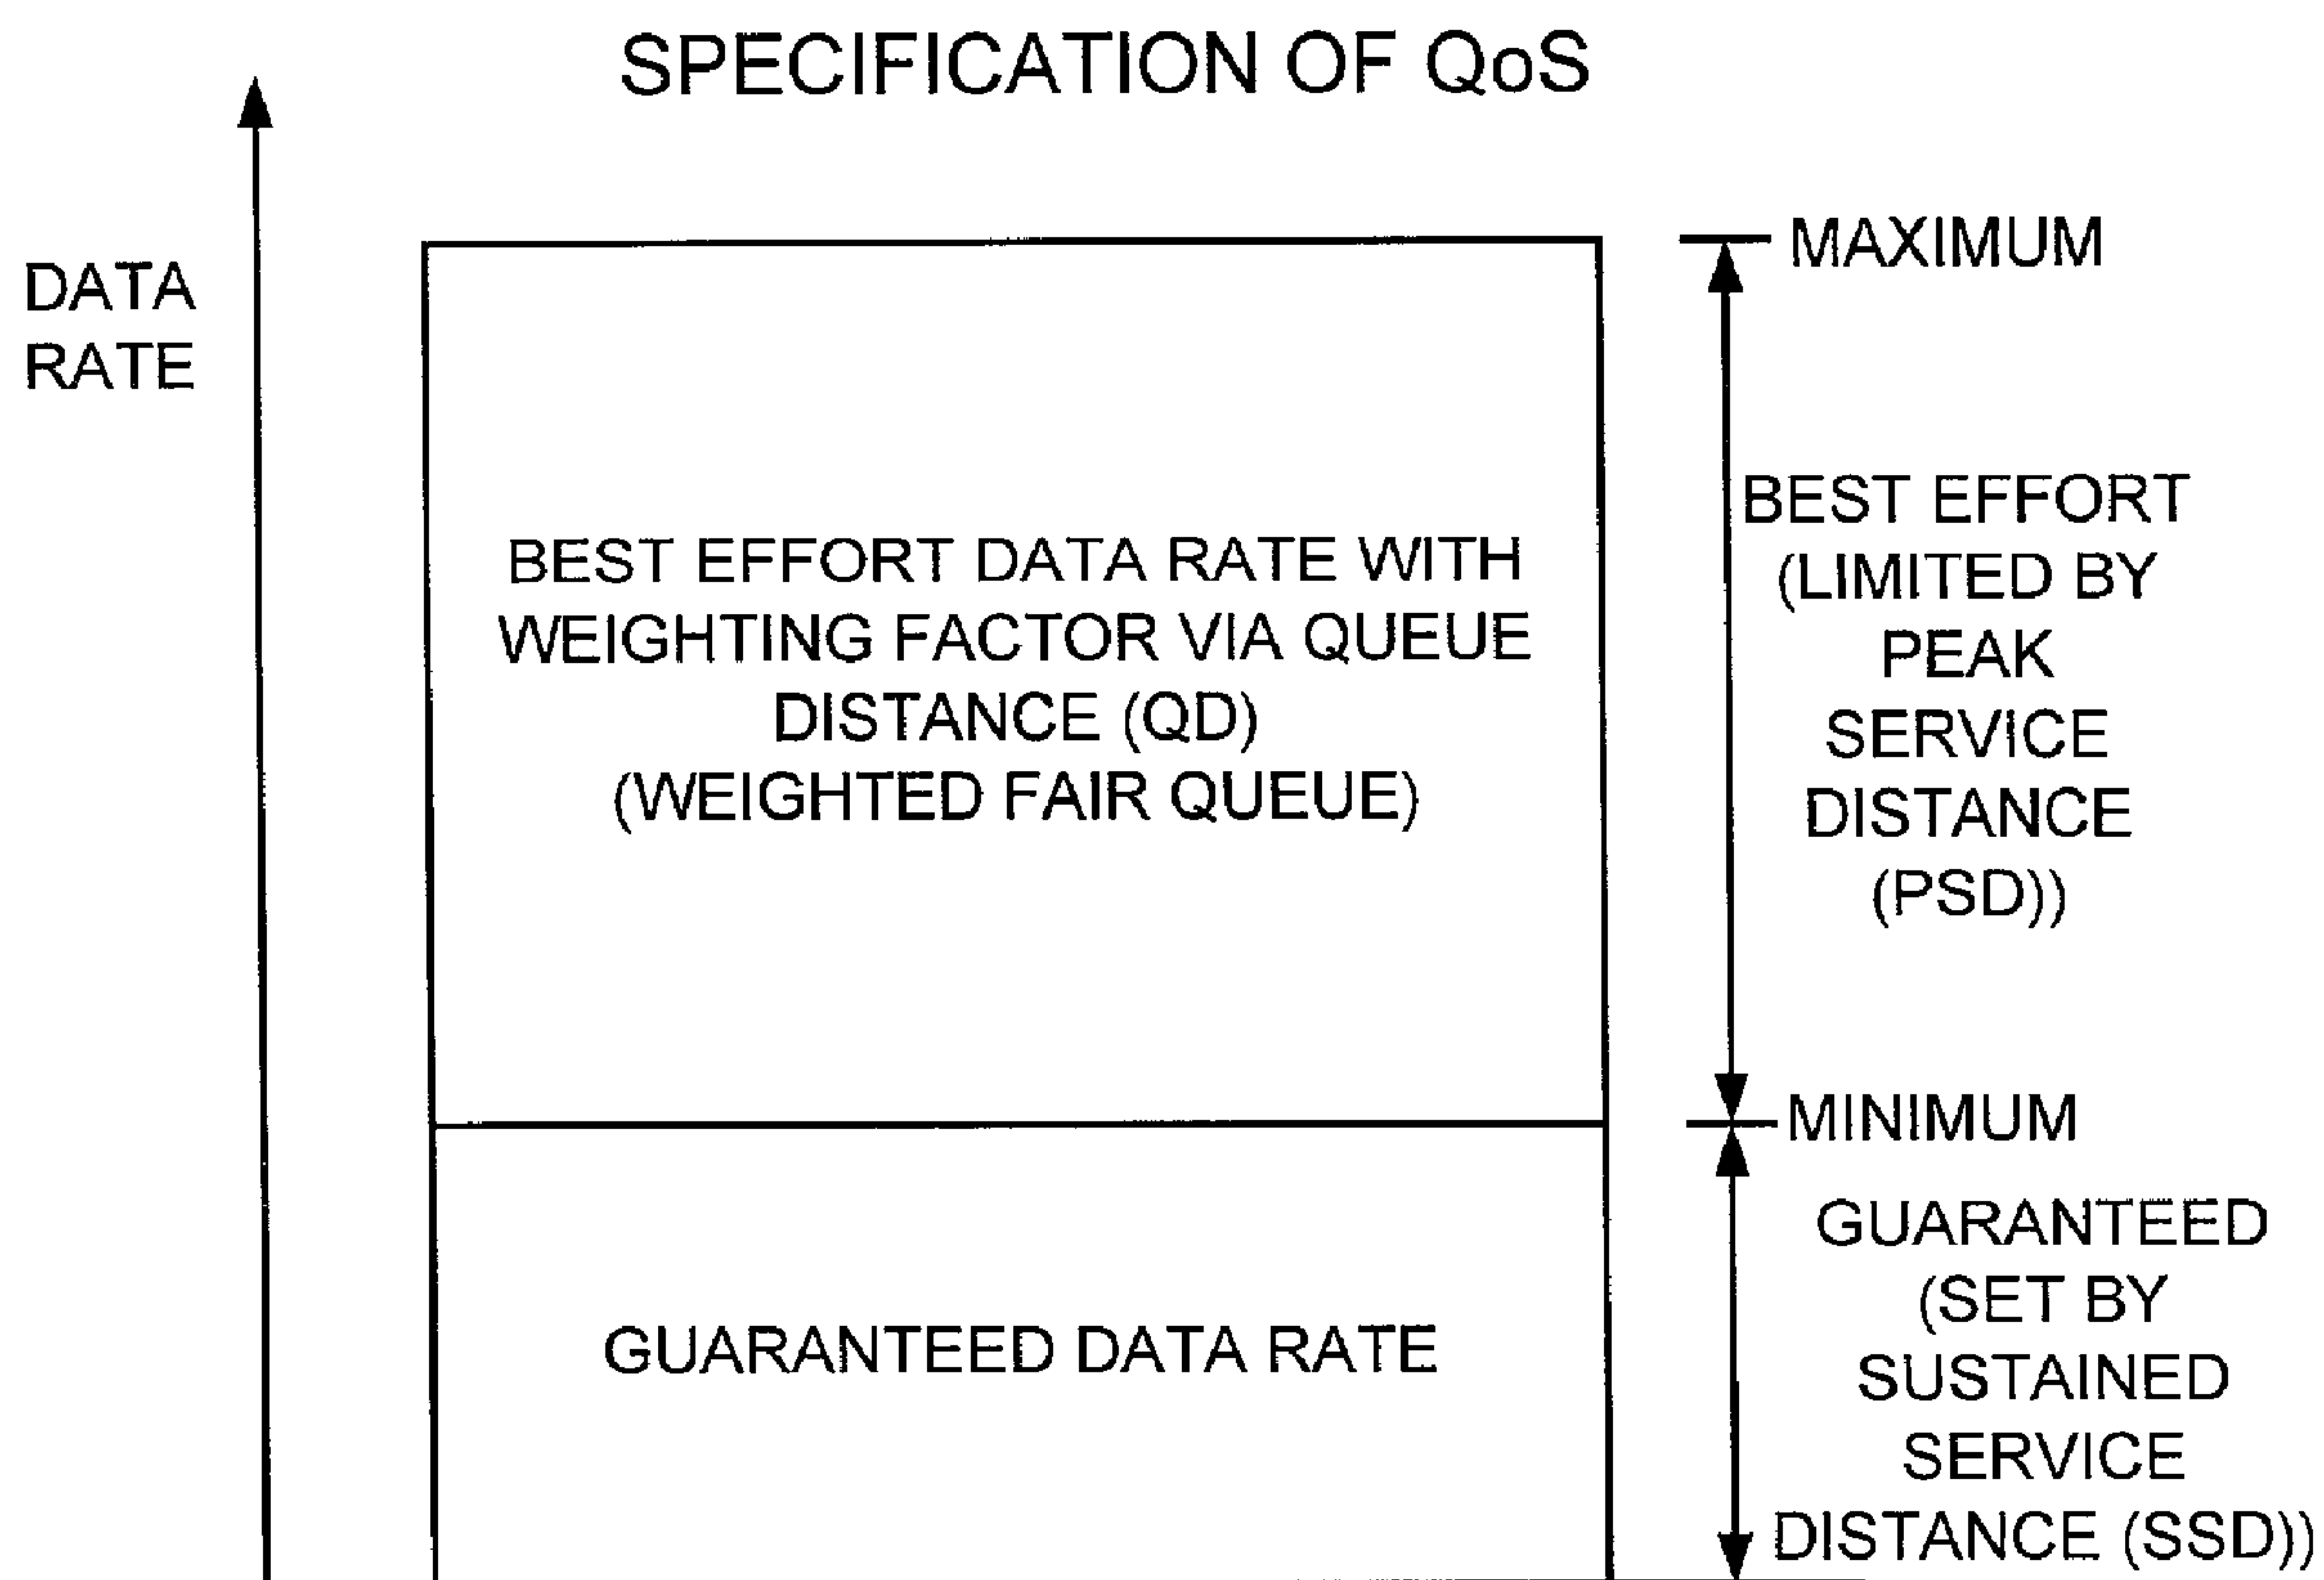 SPECIFICATION OF QoS
DATA
RATE
BEST EFFORT DATA RATE WITH
WEIGHTING FACTOR VIA QUEUE
DISTANCE (QD)
(WEIGHTED FAIR QUEUE)
MAXIMUM
BEST EFFORT
(LIMITED BY
PEAK
SERVICE
DISTANCE
(PSD))
MINIMUM
GUARANTEED DATA RATE
GUARANTEED
(SET BY
SUSTAINED
SERVICE
DISTANCE (SSD))